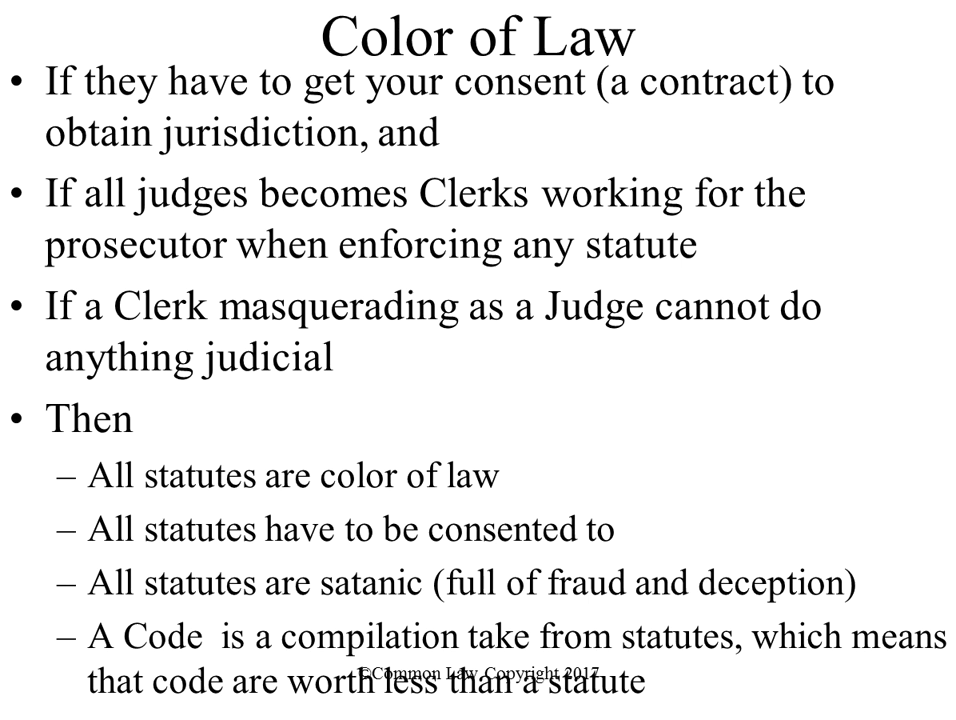 Color of Law
• If they have to get your consent (a contract) to
obtain jurisdiction, and
• If all judges becomes Clerks working for the
prosecutor when enforcing any statute
• If a Clerk masquerading as a Judge cannot do
anything judicial
• Then
– All statutes are color of law
– All statutes have to be consented to
– All statutes are satanic (full of fraud and deception)
– A Code  is a compilation take from statutes, which means
that code are worth less than a statute
©Common Law Copyright 2017